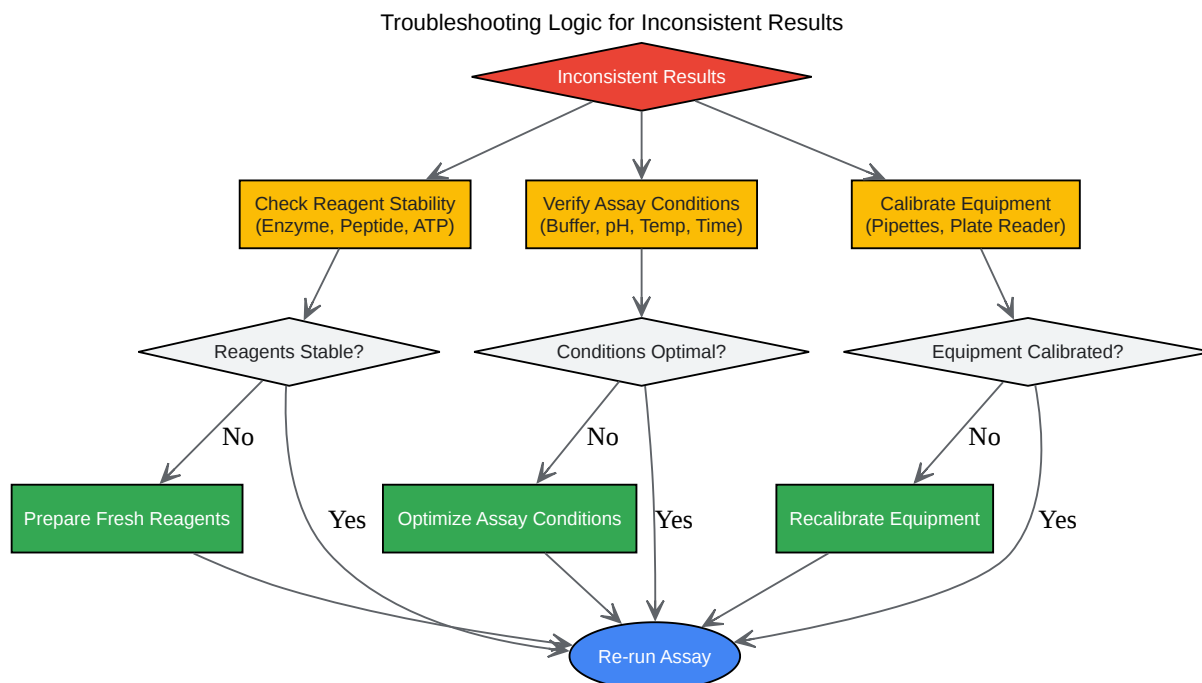 Troubleshooting Logic for Inconsistent Results
Inconsistent Results
Check Reagent Stability
(Enzyme, Peptide, ATP)
Verify Assay Conditions
(Buffer, pH, Temp, Time)
Calibrate Equipment
(Pipettes, Plate Reader)
Reagents Stable?
Conditions Optimal?
Equipment Calibrated?
No
No
No
Prepare Fresh Reagents
Yes
Optimize Assay Conditions
Yes
Recalibrate Equipment
Yes
Re-run Assay